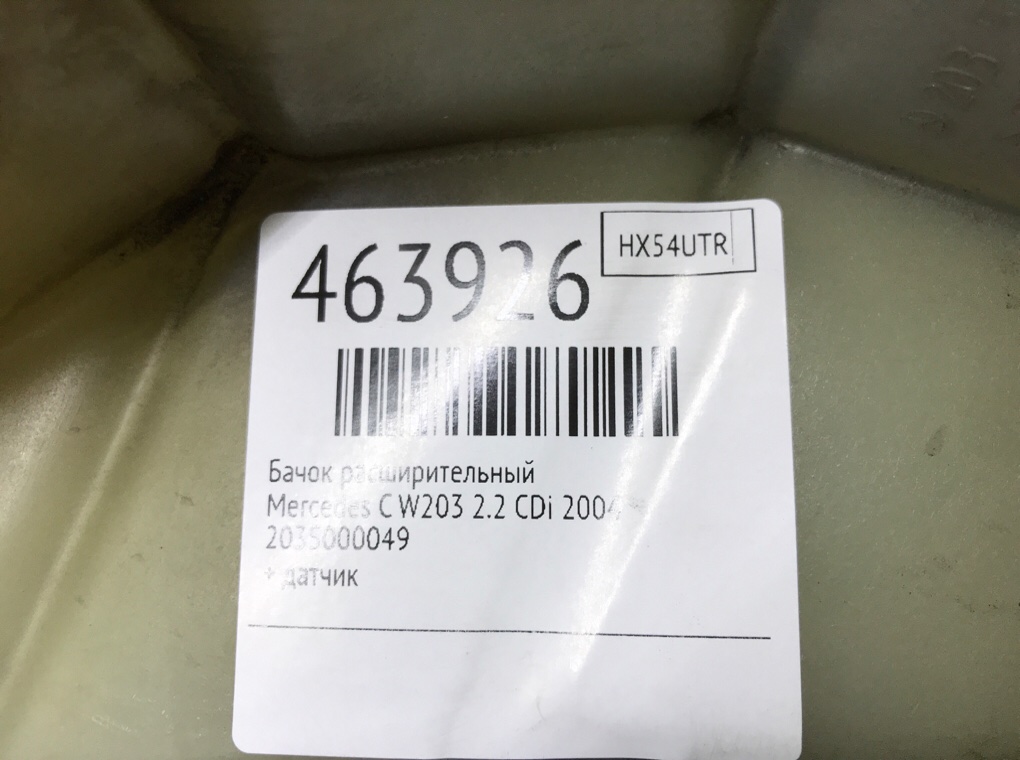 463926
HX54UTR
Бачок расширительный
Mercedes C W203 2.2 CDi 2004
2035000049
+ датчик